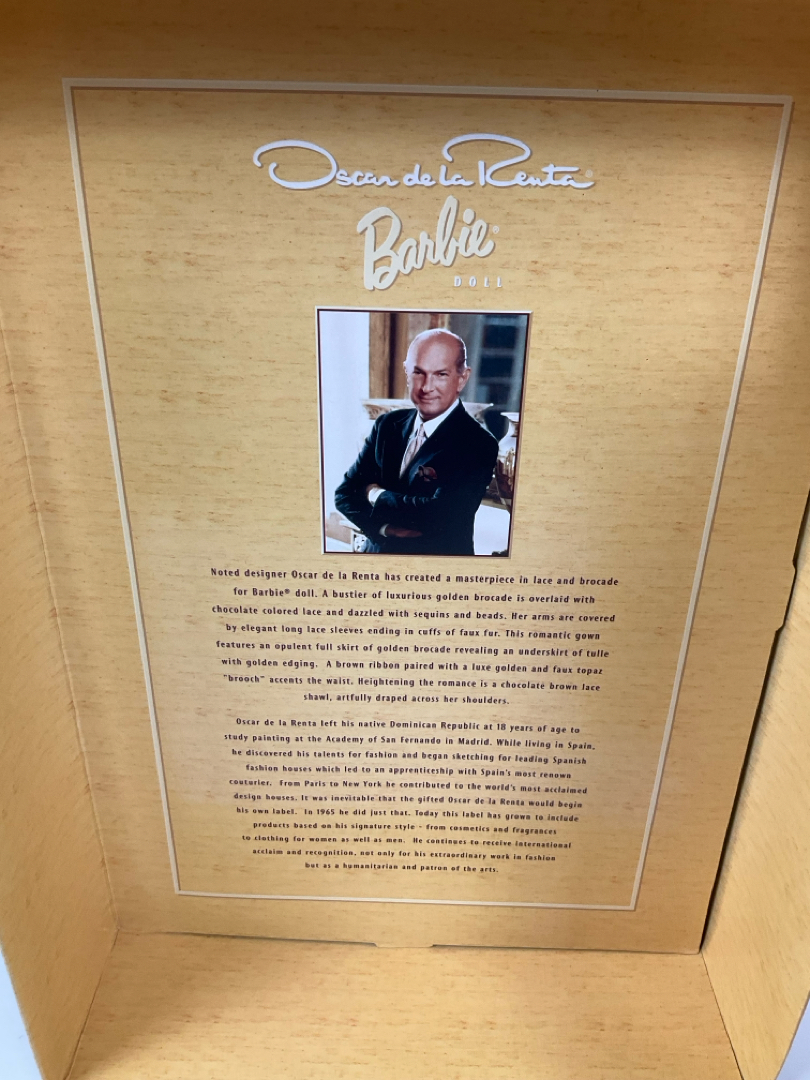 Oscar de la Renta®
Barbie®
DOLL
Noted designer Oscar de la Renta has created a masterpiece in lace and brocade
for Barbie® doll. A bustier of luxurious golden brocade is overlaid with
chocolate colored lace and dazzled with sequins and beads. Her arms are covered
by elegant long lace sleeves ending in cuffs of faux fur. This romantic gown
features an opulent full skirt of golden brocade revealing an underskirt of tulle
with golden edging. A brown ribbon paired with a luxe golden and faux topaz
"brooch" accents the waist. Heightening the romance is a chocolate brown lace
shawl, artfully draped across her shoulders.
Oscar de la Renta left his native Dominican Republic at 18 years of age to
study painting at the Academy of San Fernando in Madrid. While living in Spain,
he discovered his talents for fashion and began sketching for leading Spanish
fashion houses which led to an apprenticeship with Spain's most renown
couturier. From Paris to New York he contributed to the world's most acclaimed
design houses. It was inevitable that the gifted Oscar de la Renta would begin
his own label. In 1965 he did just that. Today this label has grown to include
products based on his signature style - from cosmetics and fragrances
to clothing for women as well as men. He continues to receive international
acclaim and recognition, not only for his extraordinary work in fashion
but as a humanitarian and patron of the arts.